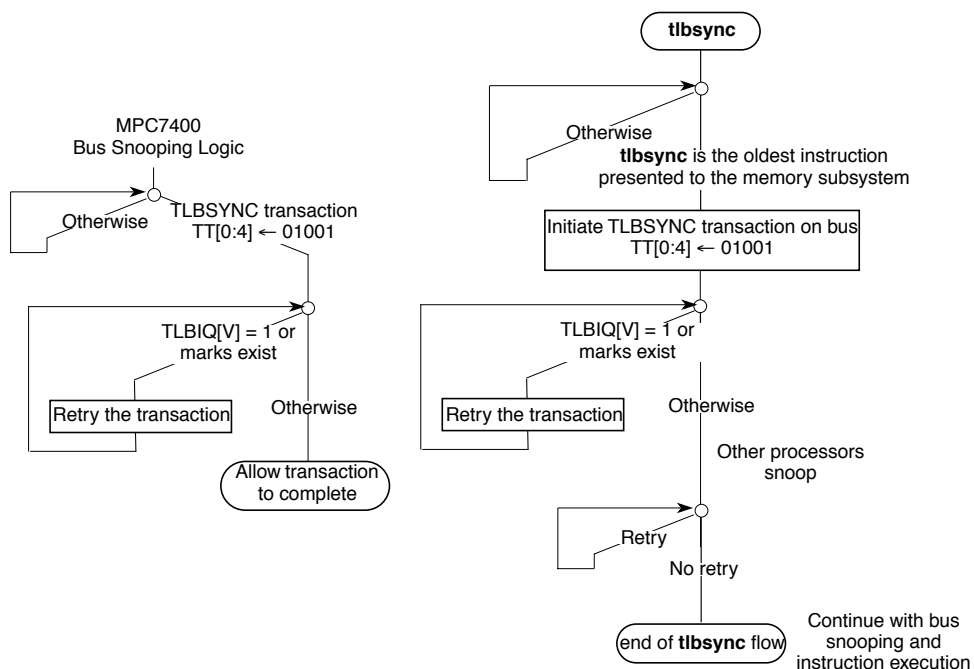 MPC7400
Bus Snooping Logic
Otherwise
TLBSYNC transaction
TT[0:4] ← 01001
TLBIQ[V] = 1 or
marks exist
Retry the transaction
Otherwise
Allow transaction
to complete
tlbsync
Otherwise
tlbsync is the oldest instruction
presented to the memory subsystem
Initiate TLBSYNC transaction on bus
TT[0:4] ← 01001
TLBIQ[V] = 1 or
marks exist
Retry the transaction
Otherwise
Other processors
snoop
Retry
No retry
end of tlbsync flow
Continue with bus
snooping and
instruction execution